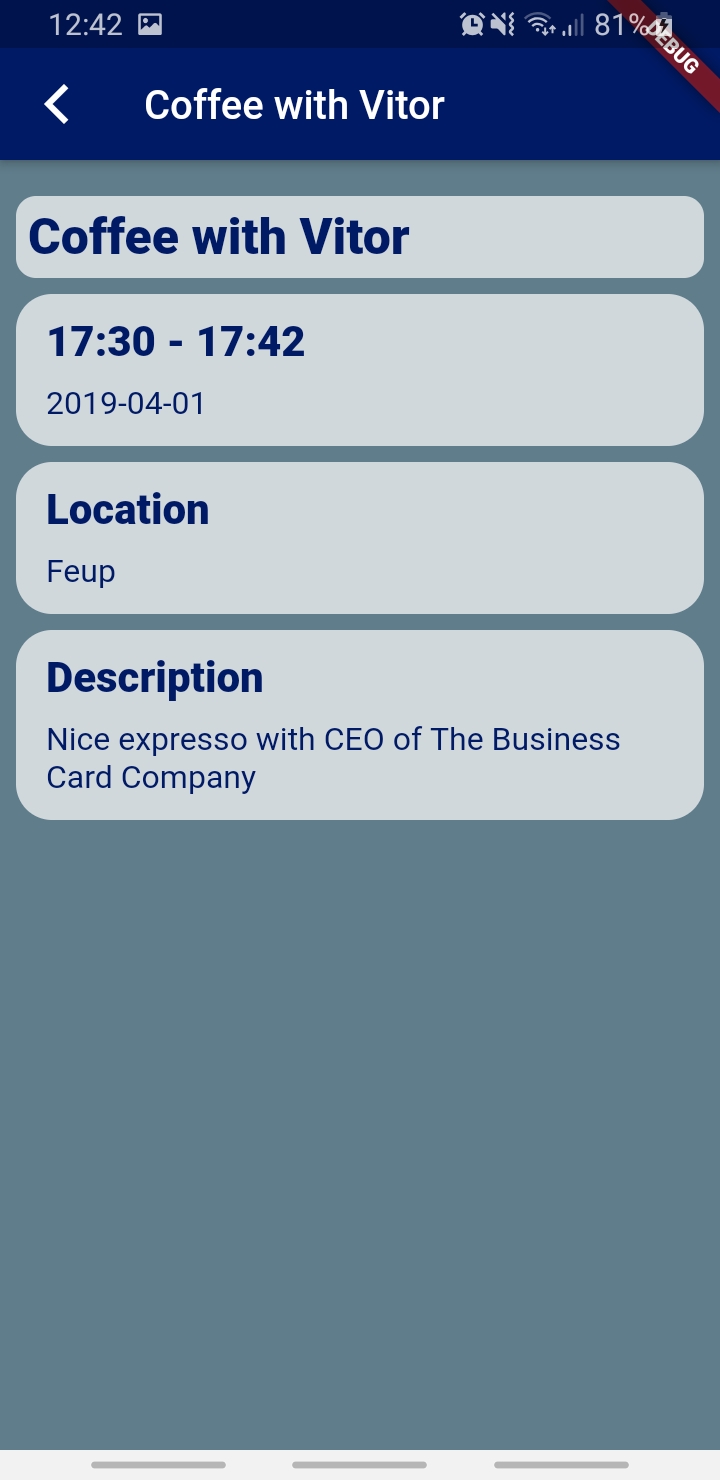 12:42
81%
DEBUG
Coffee with Vitor
Coffee with Vitor
17:30 - 17:42
2019-04-01
Location
Feup
Description
Nice expresso with CEO of The Business
Card Company